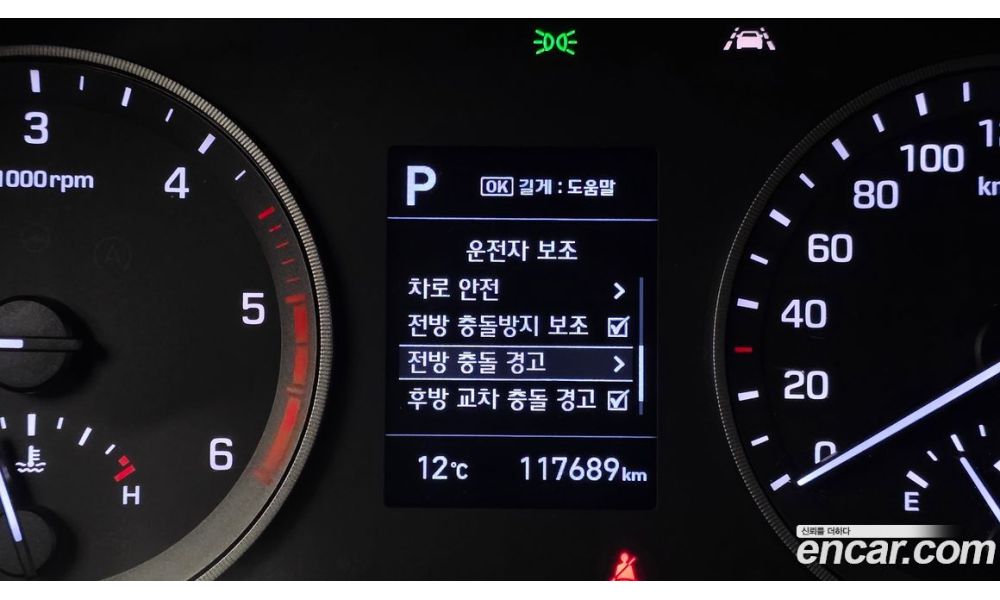 3
4
1000 rpm
5
6
H
P
OK 길게 : 도움말
운전자 보조
차로 안전
전방 충돌방지 보조
전방 충돌 경고
후방 교차 충돌 경고
12℃ 117689km
100
80
60
40
20
0
E
신뢰를 더하다
encar.com